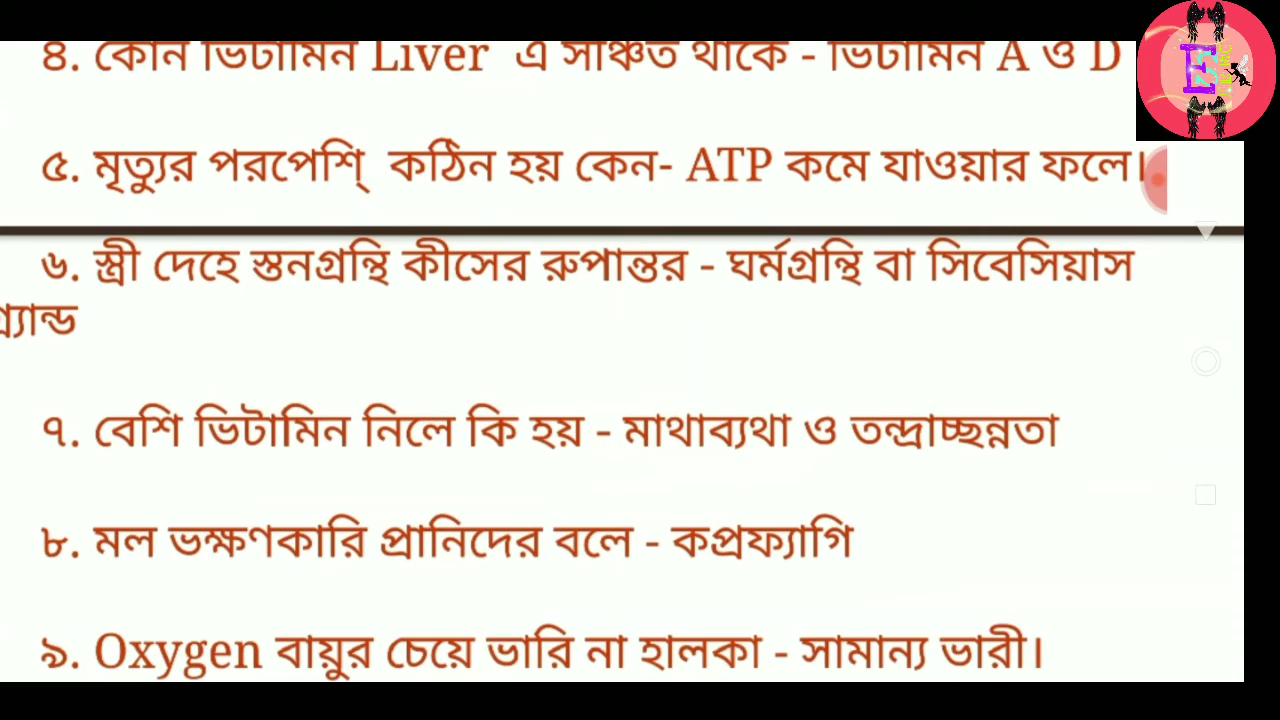 ৪. কোন ভিটামিন Liver এ সঞ্চিত থাকে - ভিটামিন A ও D
৫. মৃত্যুর পরপেশি্ কঠিন হয় কেন- ATP কমে যাওয়ার ফলে।
৬. স্ত্রী দেহে স্তনগ্রন্থি কীসের রুপান্তর - ঘর্মগ্রন্থি বা সিবেসিয়াস
গ্ল্যান্ড
৭. বেশি ভিটামিন নিলে কি হয় - মাথাব্যথা ও তন্দ্রাচ্ছন্নতা
৮. মল ভক্ষণকারি প্রানিদের বলে - কপ্রফ্যাগি
৯. Oxygen বায়ুর চেয়ে ভারি না হালকা - সামান্য ভারী।